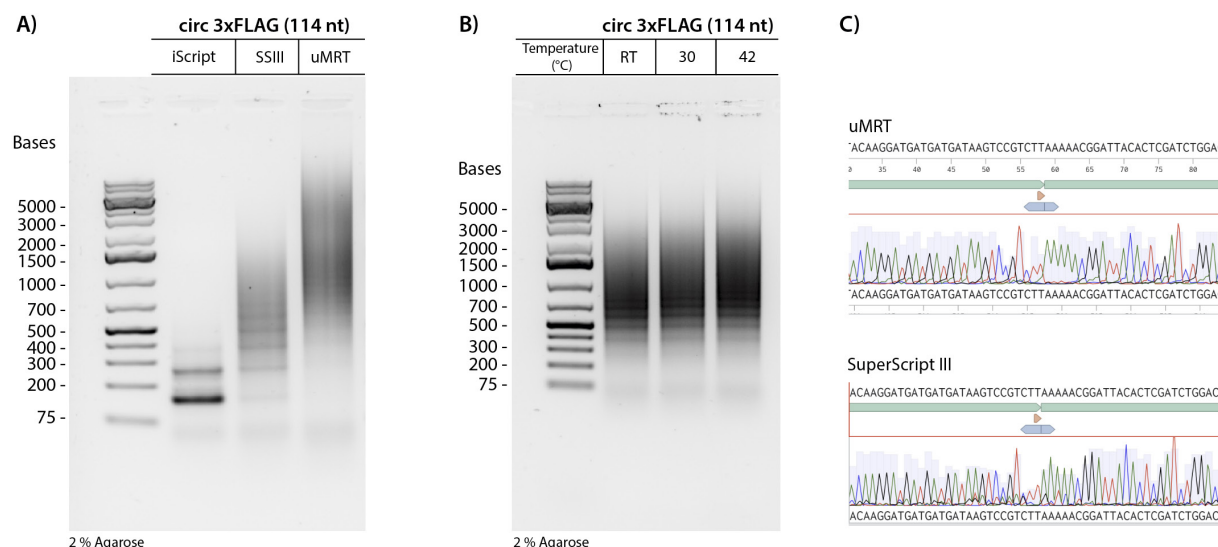 A)
circ 3xFLAG (114 nt)
iScript SSIII uMRT
Bases
5000 -
3000 -
2000 -
1500 -
1000 -
700 -
500 -
400 -
300 -
200 -
75 -
2 % Agarose
B)
circ 3xFLAG (114 nt)
Temperature
(°C)
RT 30 42
Bases
5000 -
3000 -
2000 -
1500 -
1000 -
700 -
500 -
300 -
200 -
75 -
2 % Agarose
C)
uMRT
TACAAGGATGATGATGATAAGTCCGTCTTAAAAACGGATTACACTCGATCTGGA
35 40 45 50 55 60 65 70 75 80
TACAAGGATGATGATGATAAGTCCGTCTTAAAAACGGATTACACTCGATCTGGA
SuperScript III
ACAAGGATGATGATGATAAGTCCGTCTTAAAAACGGATTACACTCGATCTGGAC
ACAAGGATGATGATGATAAGTCCGTCTTAAAAACGGATTACACTCGATCTGGAC